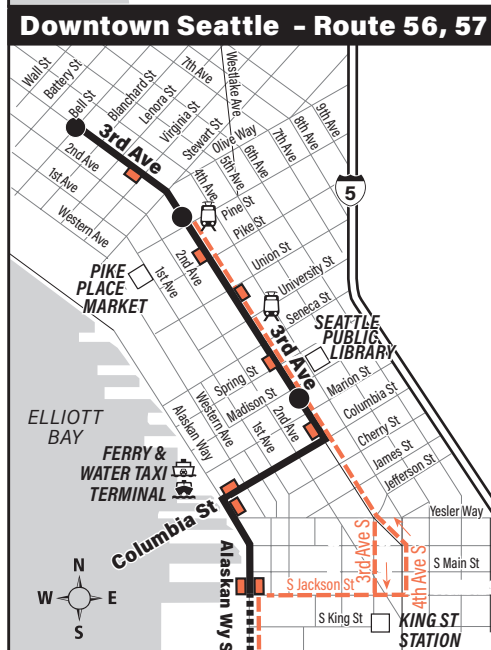 Downtown Seattle - Route 56, 57
Wall St
Battery St
Bell St
Blanchard St
Lenora St
Virginia St
Stewart St
Olive Way
7th Ave
Westlake Ave
9th Ave
8th Ave
7th Ave
6th Ave
5th Ave
4th Ave
3rd Ave
2nd Ave
1st Ave
Western Ave
Pine St
Pike St
5
Union St
University St
Seneca St
2nd Ave
1st Ave
PIKE
PLACE
MARKET
3rd Ave
SEATTLE
PUBLIC
LIBRARY
Spring St
Madison St
Marion St
Columbia St
Cherry St
James St
Jefferson St
Alaskan Way
Western Ave
1st Ave
2nd Ave
ELLIOTT
BAY
FERRY &
WATER TAXI
TERMINAL
Columbia St
Yesler Way
3rd Ave S
4th Ave S
S Main St
S Jackson St
Alaskan Wy S
S King St
KING ST
STATION
N
W E
S